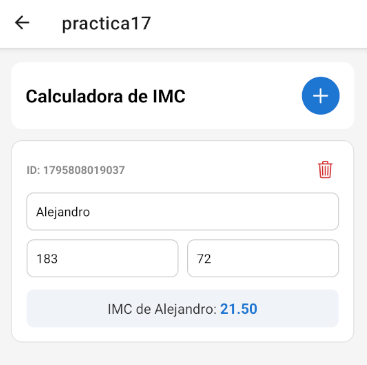 practica17
Calculadora de IMC
ID: 1795808019037
Alejandro
183
72
IMC de Alejandro: 21.50